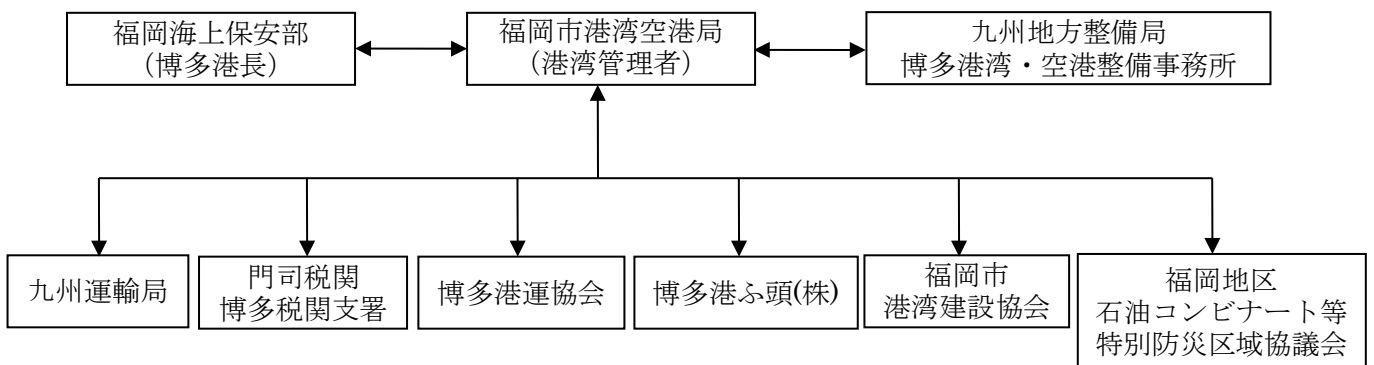 福岡海上保安部
（博多港長）
福岡市港湾空港局
（港湾管理者）
九州地方整備局
博多港湾・空港整備事務所
九州運輸局
門司税関
博多税関支署
博多港運協会
博多港ふ頭(株)
福岡市
港湾建設協会
福岡地区
石油コンビナート等
特別防災区域協議会